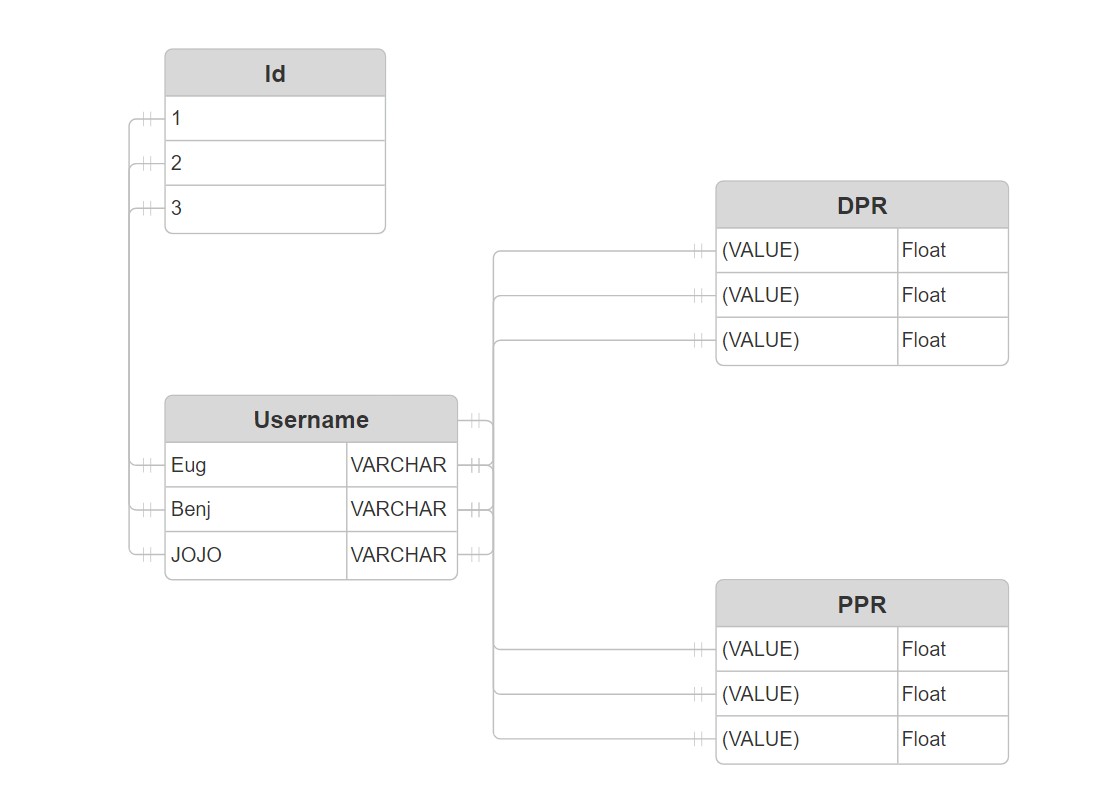 Id
1
2
3
Username
Eug VARCHAR
Benj VARCHAR
JOJO VARCHAR
DPR
(VALUE) Float
(VALUE) Float
(VALUE) Float
PPR
(VALUE) Float
(VALUE) Float
(VALUE) Float